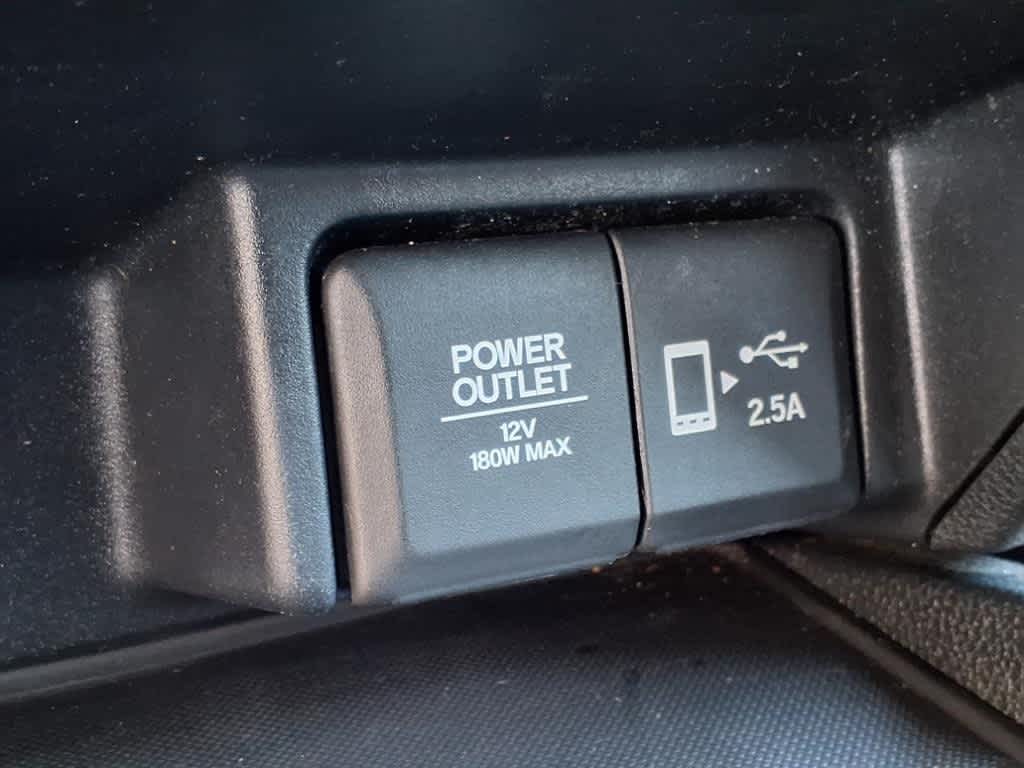 POWER
OUTLET
12V
180W MAX
2.5A